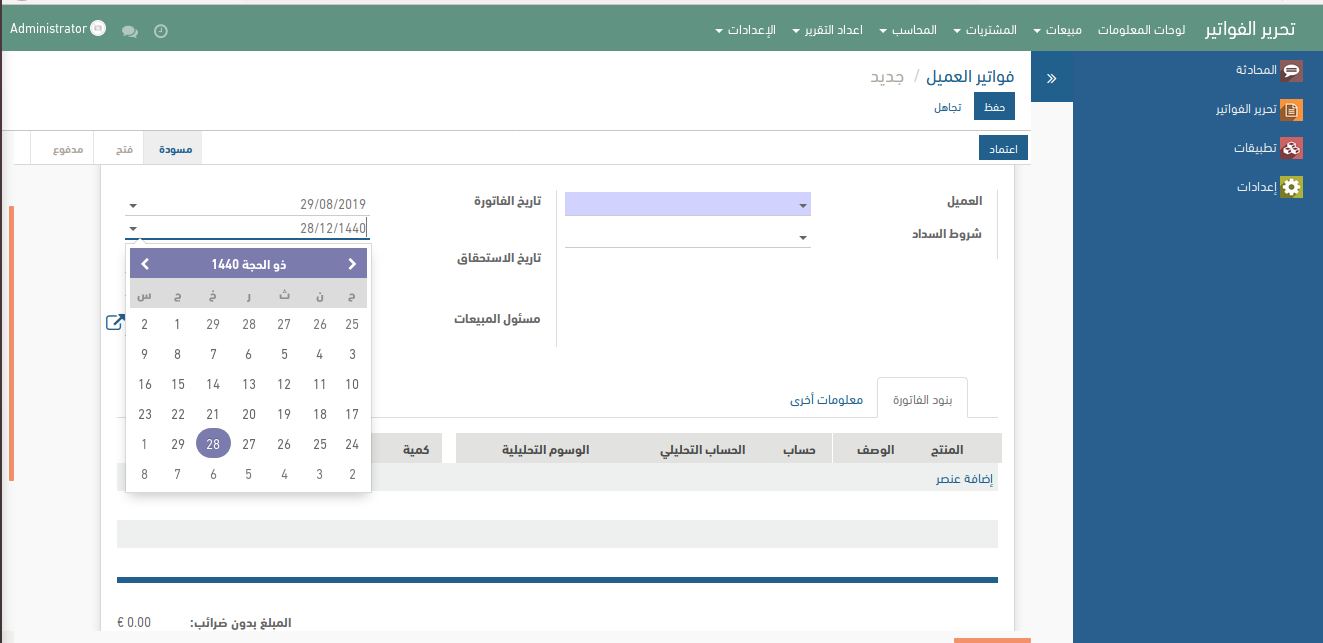 تحرير الفواتير
لوحات المعلومات
مبيعات
المشتريات
المحاسب
اعداد التقرير
الإعدادات
Administrator
المحادثة
تحرير الفواتير
تطبيقات
إعدادات
فواتير العميل / جديد
حفظ
تجاهل
اعتماد
مسودة
فتح
مدفوع
العميل
شروط السداد
تاريخ الفاتورة
29/08/2019
28/12/1440
تاريخ الاستحقاق
مسئول المبيعات
ذو الحجة 1440
ح ن ث ر خ ج س
25 26 27 28 29 1 2
3 4 5 6 7 8 9
10 11 12 13 14 15 16
17 18 19 20 21 22 23
24 25 26 27 28 29 1
2 3 4 5 6 7 8
بنود الفاتورة
معلومات أخرى
المنتج
الوصف
حساب
الحساب التحليلي
الوسوم التحليلية
كمية
إضافة عنصر
المبلغ بدون ضرائب:
0.00 €